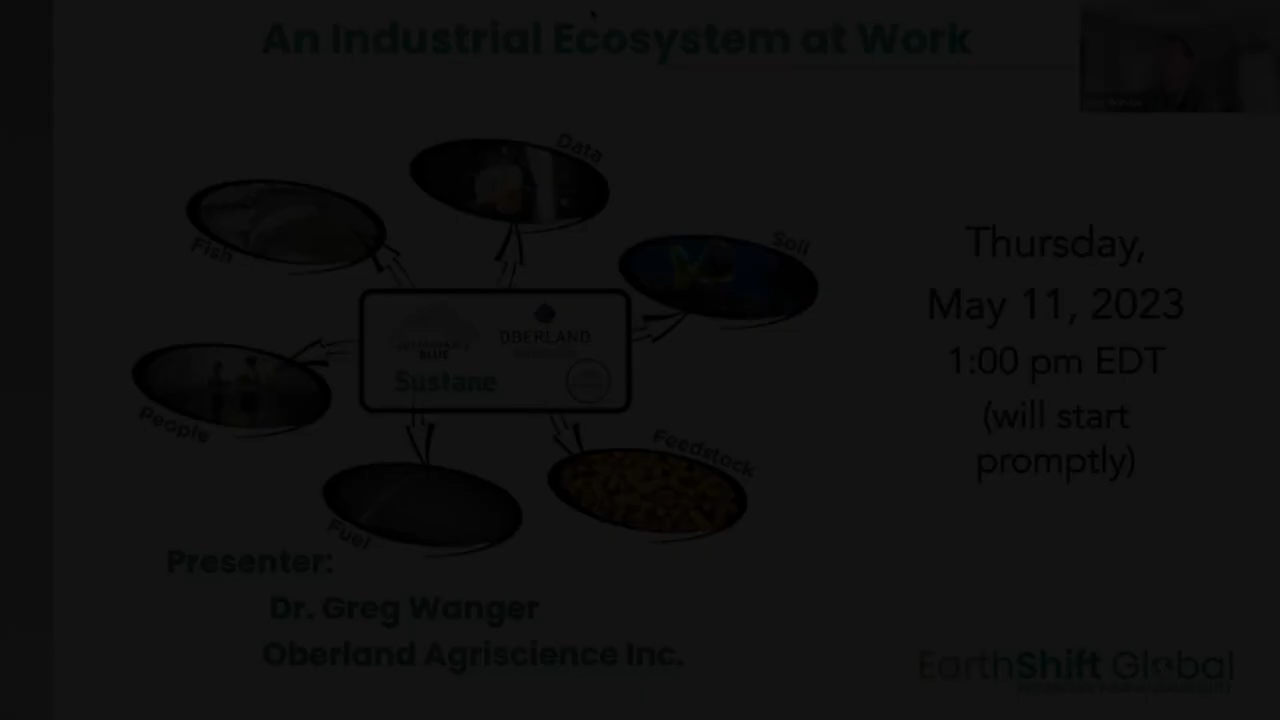 An Industrial Ecosystem at Work
Data
Fish
Soil
BLUE
OBERLAND
Sustane
People
Feedstock
Fuel
Thursday,
May 11, 2023
1:00 pm EDT
(will start
promptly)
Presenter:
Dr. Greg Wanger
Oberland Agriscience Inc.
EarthShift Global